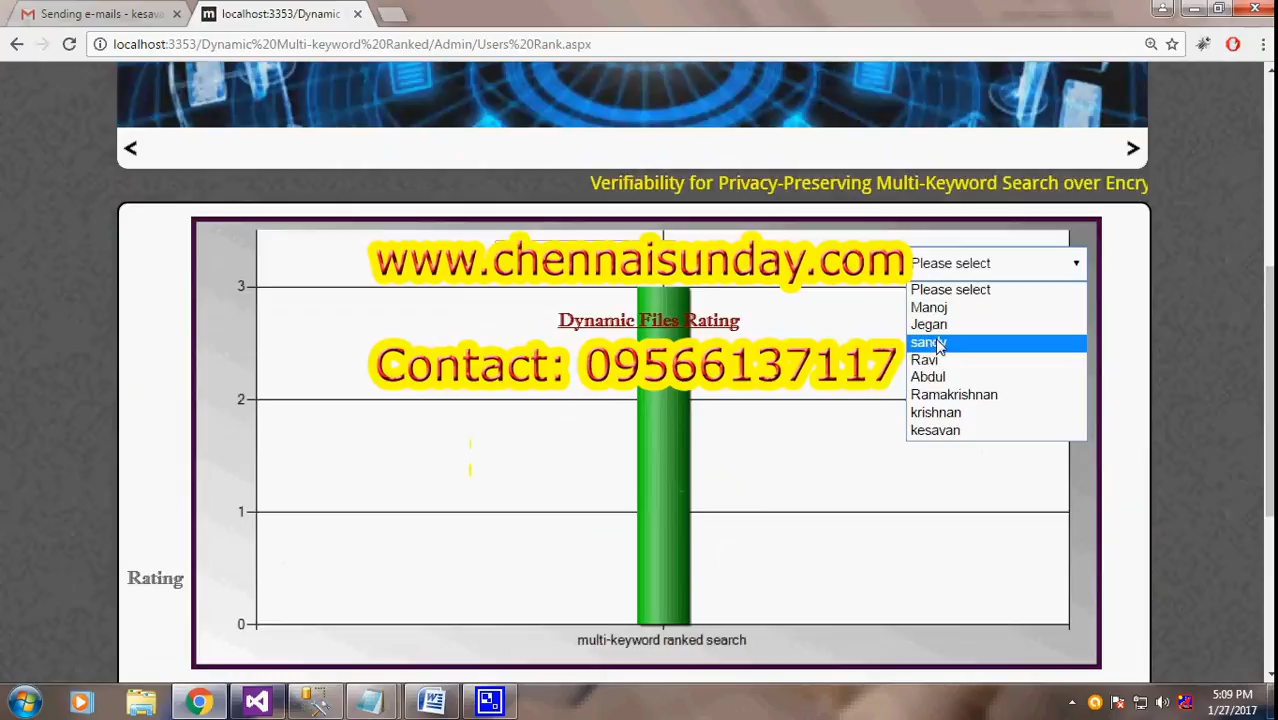 Sending e-mails - kesav
localhost:3353/Dynamic
localhost:3353/Dynamic%20Multi-keyword%20Ranked/Admin/Users%20Rank.aspx
Verifiability for Privacy-Preserving Multi-Keyword Search over Encry
www.chennaisunday.com
Please select
Please select
Manoj
Jegan
sandy
Ravi
Abdul
Ramakrishnan
krishnan
kesavan
Dynamic Files Rating
Contact: 09566137117
3
2
1
0
Rating
multi-keyword ranked search
5:09 PM
1/27/2017